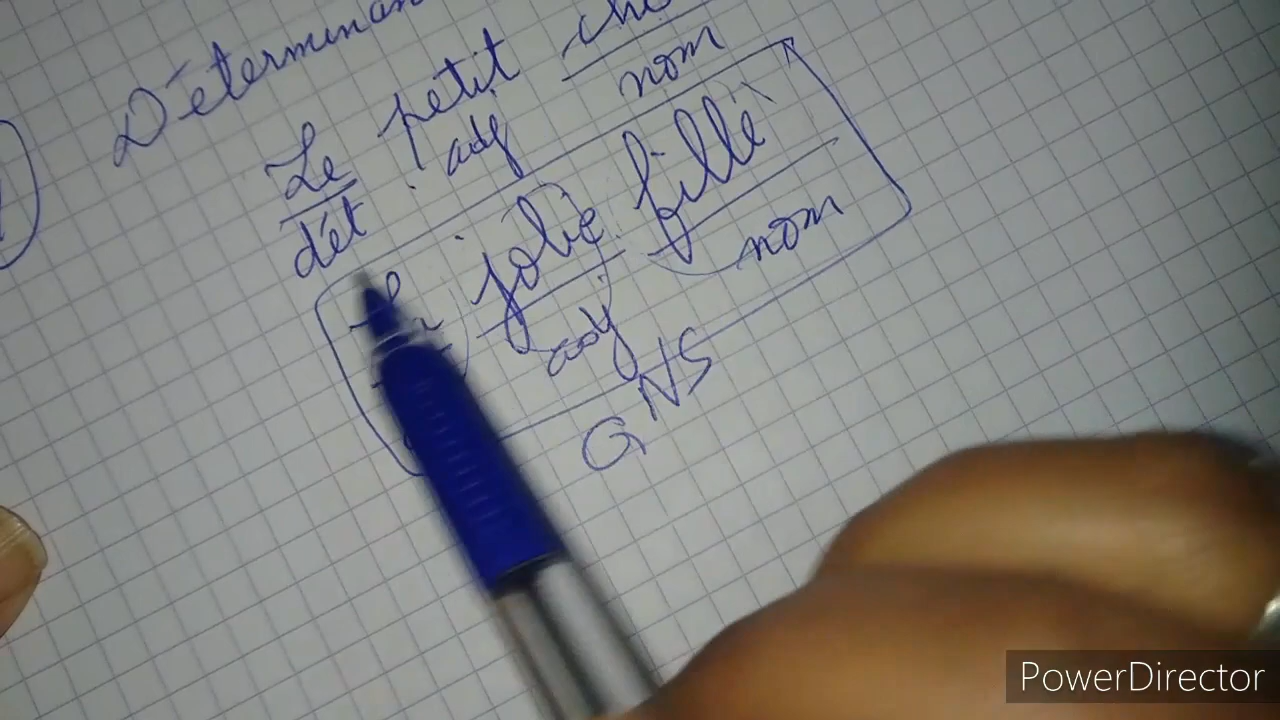 Déterminan
Le petit
dét adj nom
jolie fille
adj nom
GNS
PowerDirector